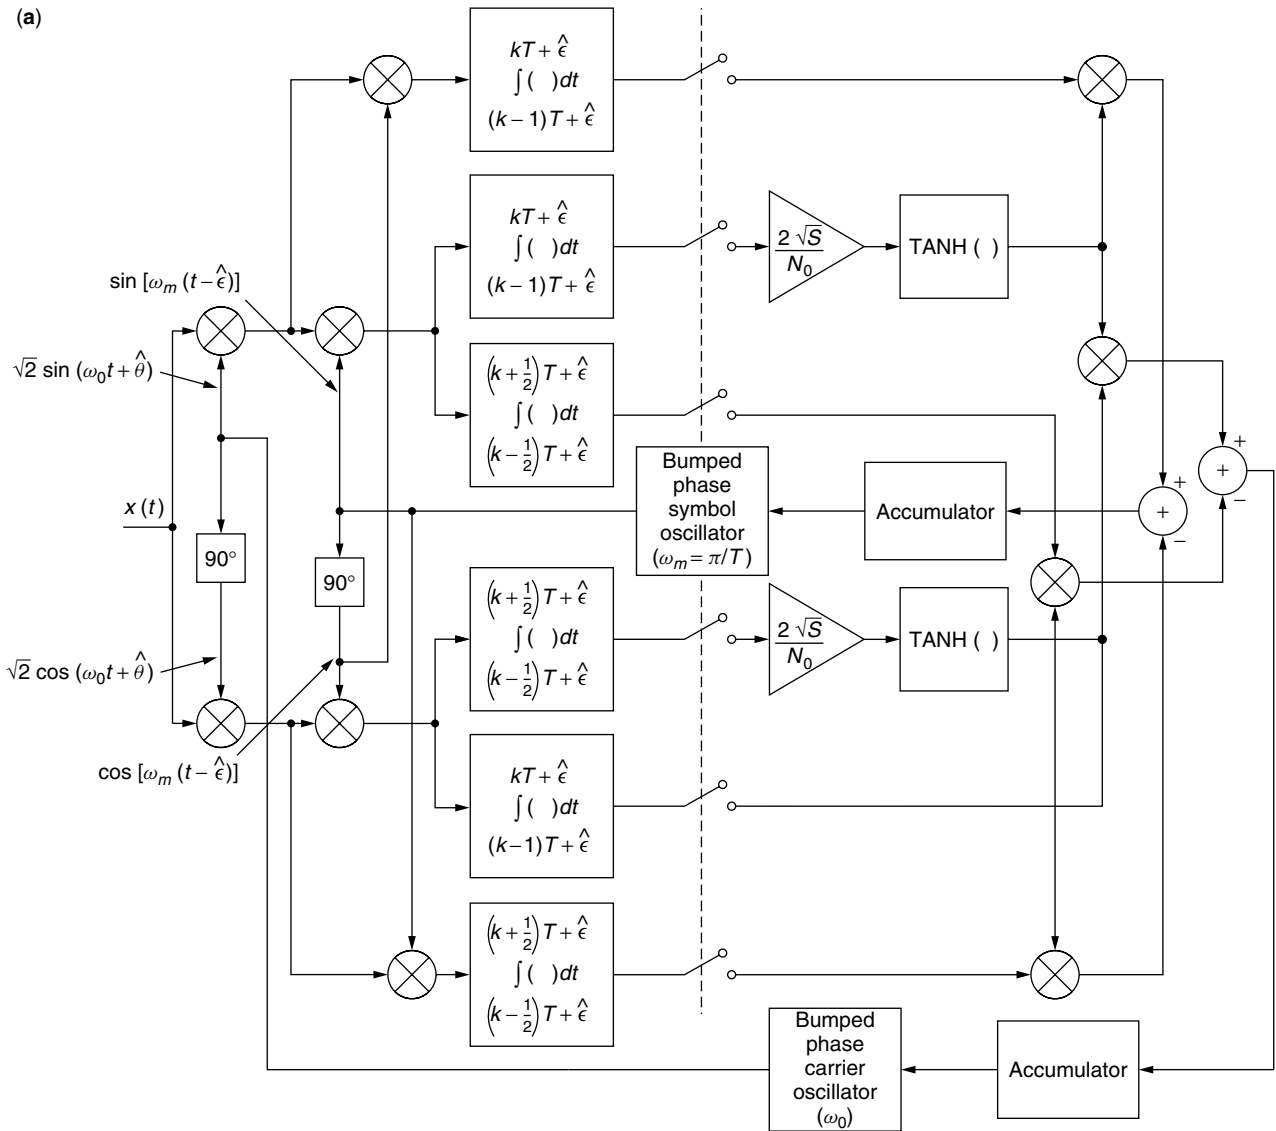 (a)
kT + ε̂
∫( )dt
(k − 1)T + ε̂
kT + ε̂
∫( )dt
(k − 1)T + ε̂
2√S
N₀
TANH ( )
sin [ωₘ (t − ε̂)]
√2 sin (ω₀t + θ̂)
(k + 1/2)T + ε̂
∫( )dt
(k − 1/2)T + ε̂
+
+
−
x (t)
Bumped
phase
symbol
oscillator
(ωₘ = π/T)
Accumulator
+
+
−
90°
90°
(k + 1/2)T + ε̂
∫( )dt
(k − 1/2)T + ε̂
2√S
N₀
TANH ( )
√2 cos (ω₀t + θ̂)
cos [ωₘ (t − ε̂)]
kT + ε̂
∫( )dt
(k − 1)T + ε̂
(k + 1/2)T + ε̂
∫( )dt
(k − 1/2)T + ε̂
Bumped
phase
carrier
oscillator
(ω₀)
Accumulator